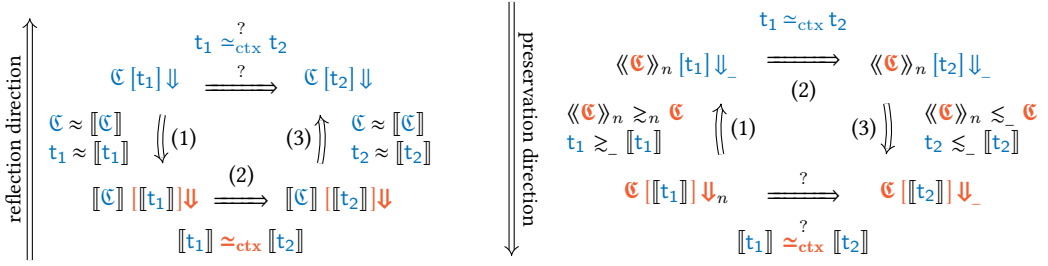 reflection direction
?
t₁ ≃ctx t₂
ℭ [t₁] ⇓ ⟹ ? ℭ [t₂] ⇓
ℭ ≈ ⟦ℭ⟧
t₁ ≈ ⟦t₁⟧
(1)
(3)
ℭ ≈ ⟦ℭ⟧
t₂ ≈ ⟦t₂⟧
(2)
⟦ℭ⟧ [⟦t₁⟧] ⇓ ⟹ ⟦ℭ⟧ [⟦t₂⟧] ⇓
⟦t₁⟧ ≃ctx ⟦t₂⟧
preservation direction
t₁ ≃ctx t₂
⟪ℭ⟫ₙ [t₁] ⇓_ ⟹ ⟪ℭ⟫ₙ [t₂] ⇓_
(2)
⟪ℭ⟫ₙ ≳ₙ ℭ
t₁ ≳_ ⟦t₁⟧
(1)
(3)
⟪ℭ⟫ₙ ≲_ ℭ
t₂ ≲_ ⟦t₂⟧
ℭ [⟦t₁⟧] ⇓ₙ ⟹ ? ℭ [⟦t₂⟧] ⇓_
?
⟦t₁⟧ ≃ctx ⟦t₂⟧